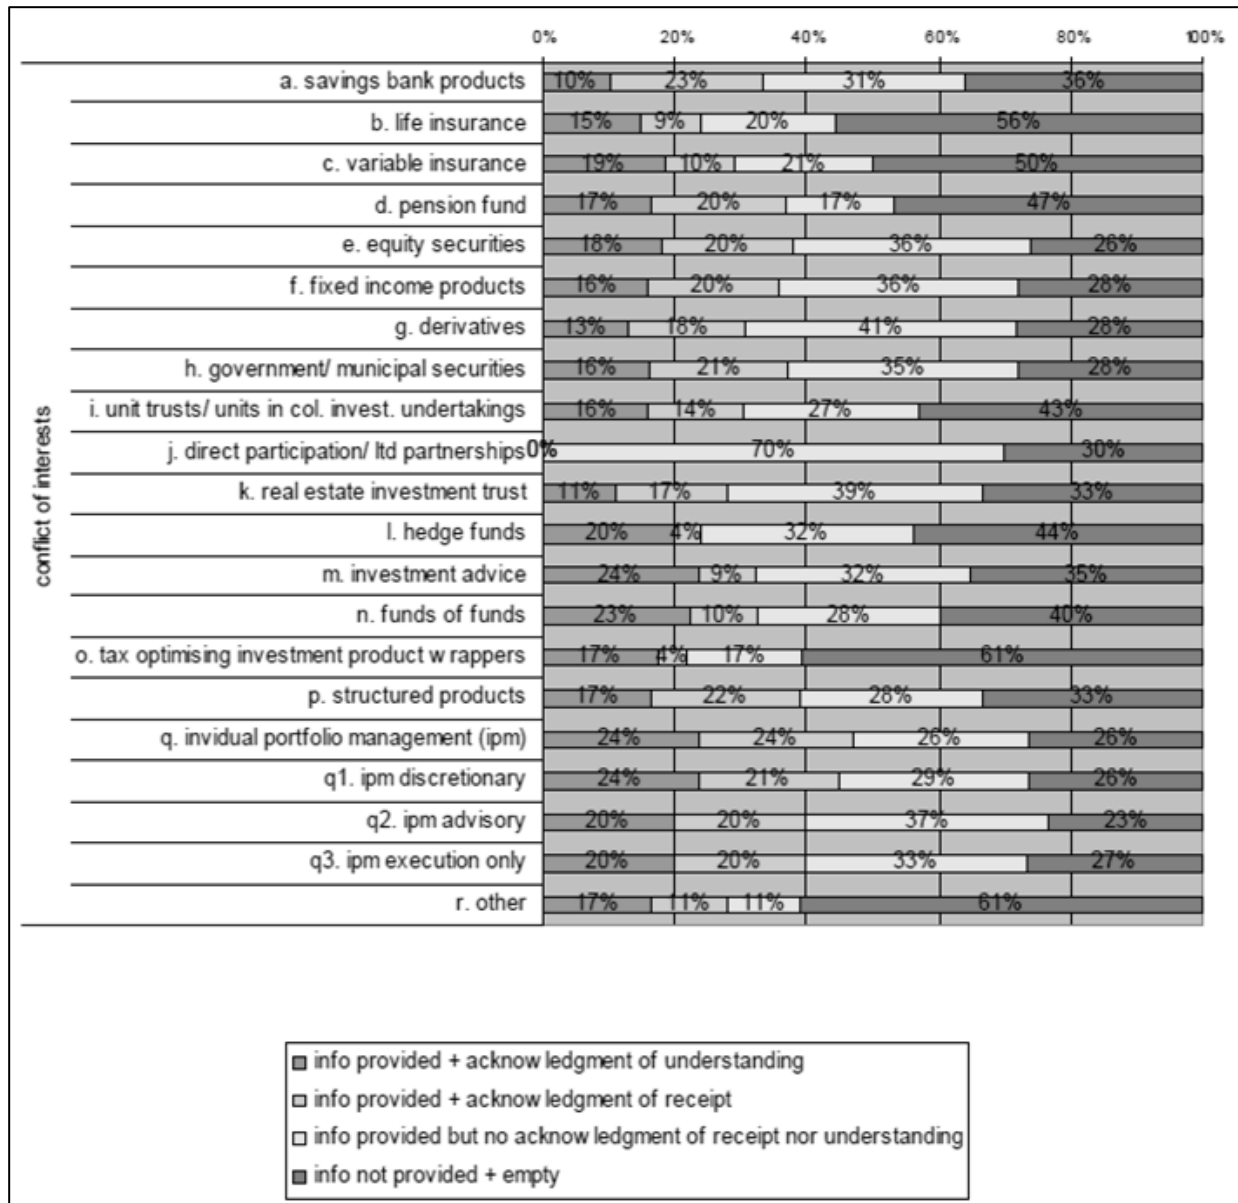 0% 20% 40% 60% 80% 100%
conflict of interests
a. savings bank products 10% 23% 31% 36%
b. life insurance 15% 9% 20% 56%
c. variable insurance 19% 10% 21% 50%
d. pension fund 17% 20% 17% 47%
e. equity securities 18% 20% 36% 26%
f. fixed income products 16% 20% 36% 28%
g. derivatives 13% 18% 41% 28%
h. government/ municipal securities 16% 21% 35% 28%
i. unit trusts/ units in col. invest. undertakings 16% 14% 27% 43%
j. direct participation/ ltd partnerships 0% 70% 30%
k. real estate investment trust 11% 17% 39% 33%
l. hedge funds 20% 4% 32% 44%
m. investment advice 24% 9% 32% 35%
n. funds of funds 23% 10% 28% 40%
o. tax optimising investment product w rappers 17% 4% 17% 61%
p. structured products 17% 22% 28% 33%
q. invidual portfolio management (ipm) 24% 24% 26% 26%
q1. ipm discretionary 24% 21% 29% 26%
q2. ipm advisory 20% 20% 37% 23%
q3. ipm execution only 20% 20% 33% 27%
r. other 17% 11% 11% 61%
info provided + acknow ledgment of understanding
info provided + acknow ledgment of receipt
info provided but no acknow ledgment of receipt nor understanding
info not provided + empty